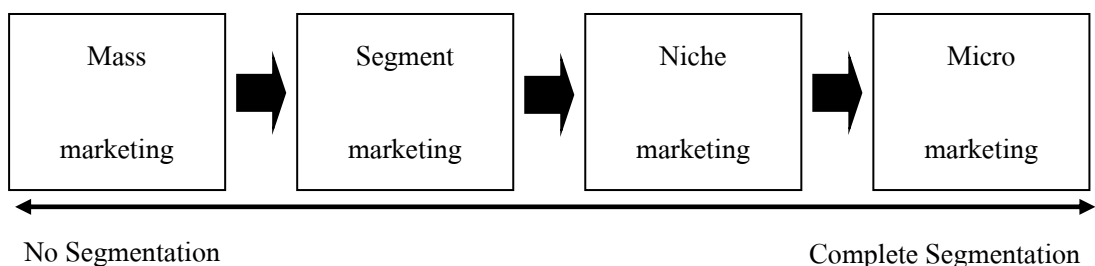 Mass
marketing
Segment
marketing
Niche
marketing
Micro
marketing
No Segmentation
Complete Segmentation